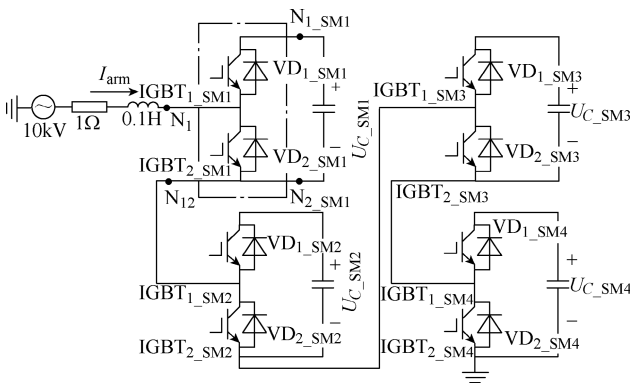 N1_SM1
Iarm
IGBT1_SM1
VD1_SM1
+
10kV
1Ω
0.1H
N1
UC_SM1
−
IGBT2_SM1
VD2_SM1
N12
N2_SM1
VD1_SM2
+
UC_SM2
−
IGBT1_SM2
IGBT2_SM2
VD2_SM2
VD1_SM3
IGBT1_SM3
+
UC_SM3
−
VD2_SM3
IGBT2_SM3
VD1_SM4
+
UC_SM4
−
IGBT1_SM4
IGBT2_SM4
VD2_SM4